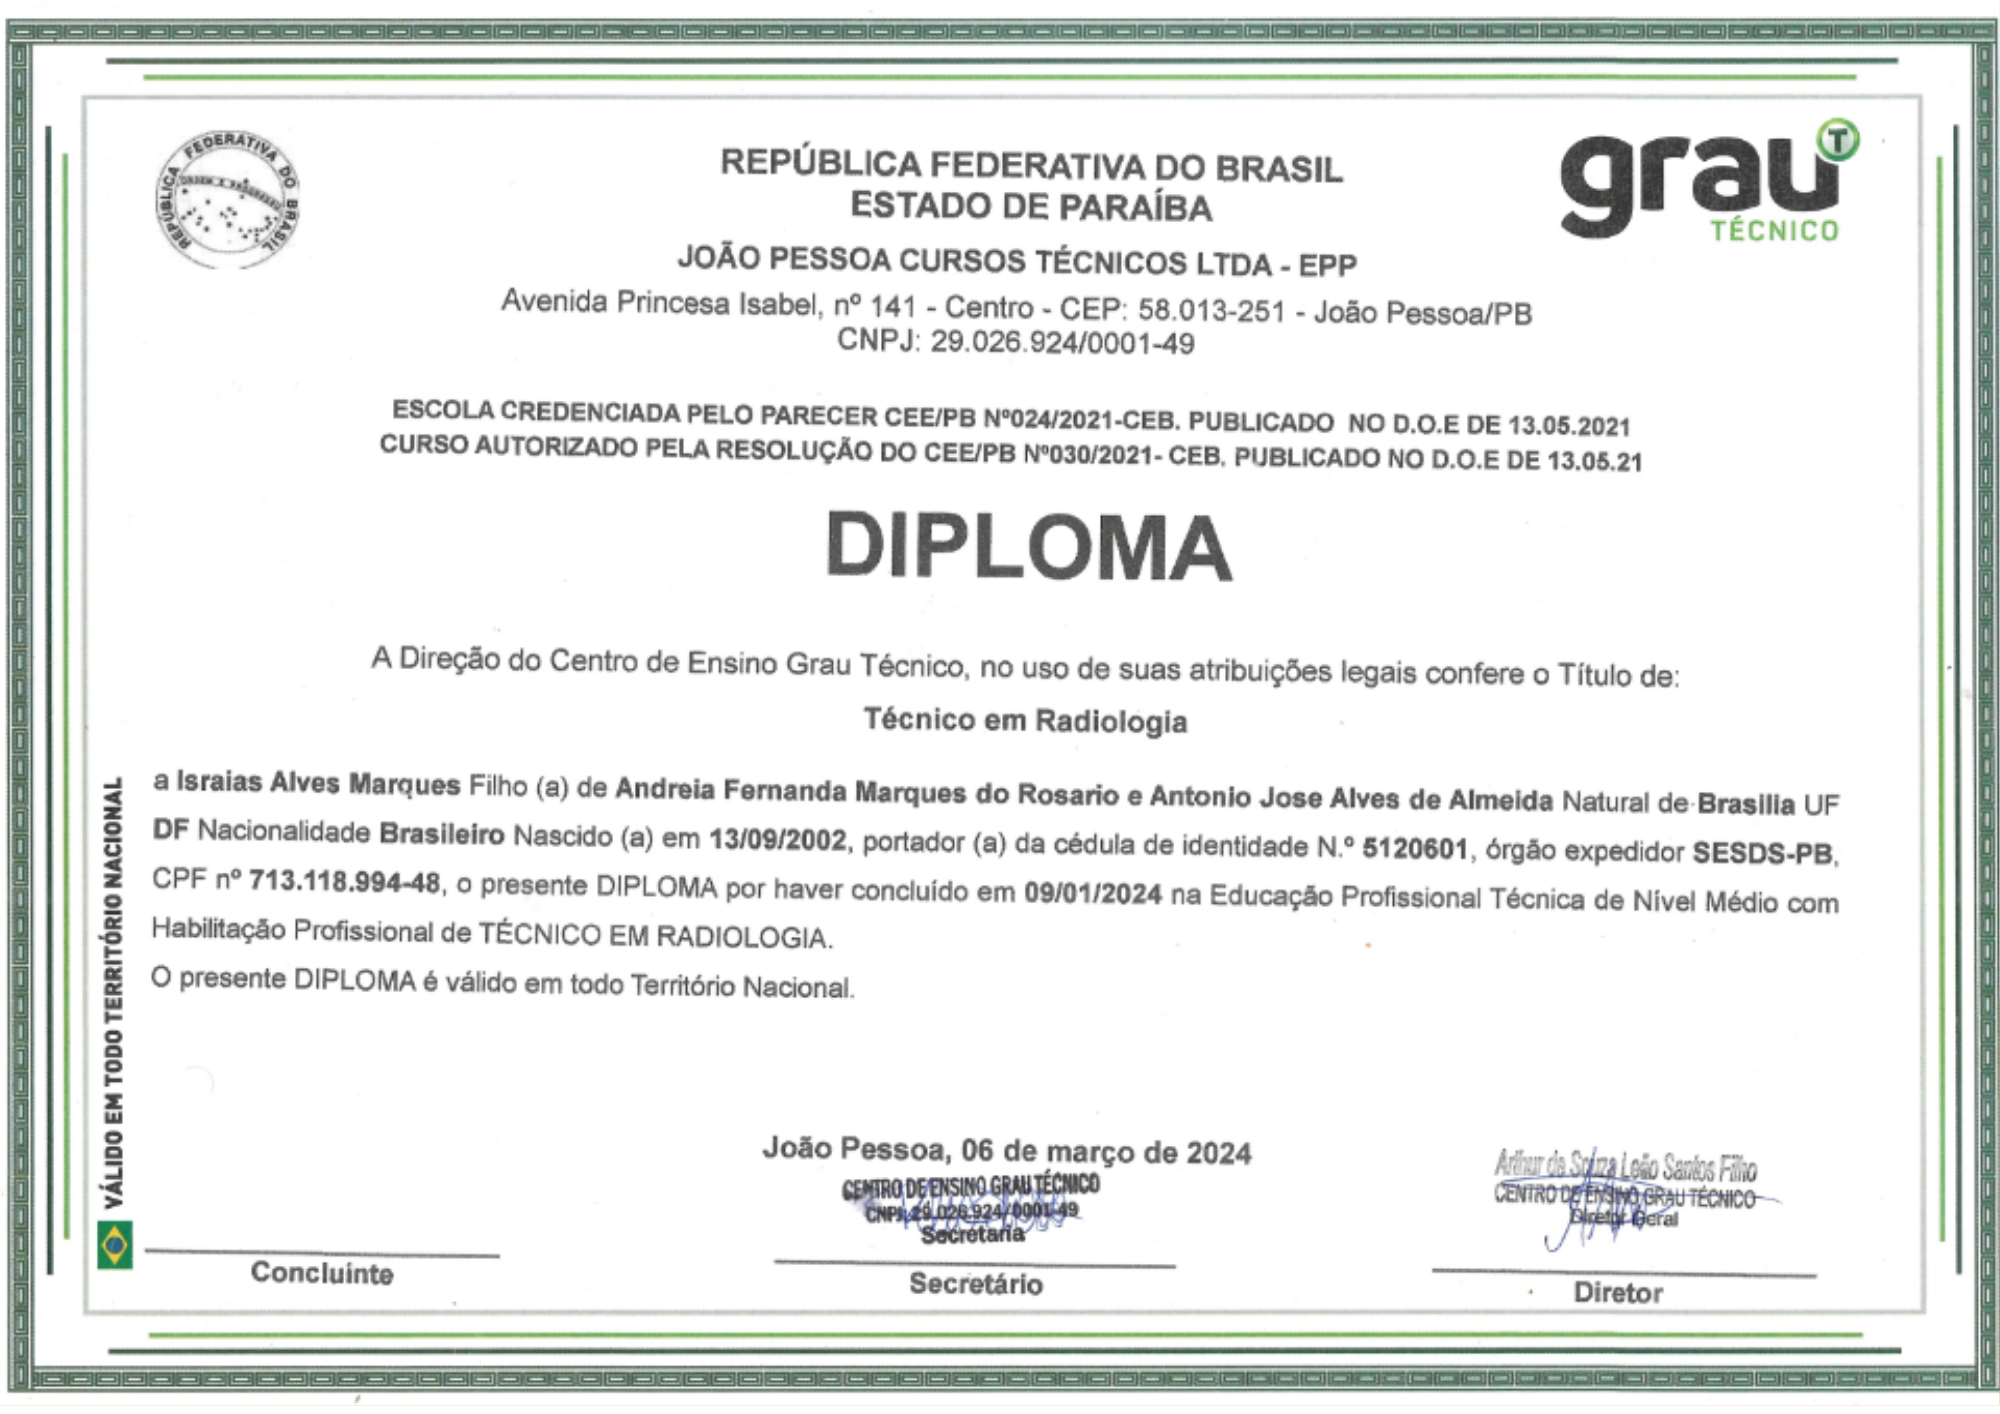 REPÚBLICA FEDERATIVA DO BRASIL
ORDEM E PROGRESSO
REPÚBLICA FEDERATIVA DO BRASIL
ESTADO DE PARAÍBA
grau T
TÉCNICO
JOÃO PESSOA CURSOS TÉCNICOS LTDA - EPP
Avenida Princesa Isabel, nº 141 - Centro - CEP: 58.013-251 - João Pessoa/PB
CNPJ: 29.026.924/0001-49
ESCOLA CREDENCIADA PELO PARECER CEE/PB Nº024/2021-CEB. PUBLICADO NO D.O.E DE 13.05.2021
CURSO AUTORIZADO PELA RESOLUÇÃO DO CEE/PB Nº030/2021- CEB. PUBLICADO NO D.O.E DE 13.05.21
DIPLOMA
A Direção do Centro de Ensino Grau Técnico, no uso de suas atribuições legais confere o Título de:
Técnico em Radiologia
a Israias Alves Marques Filho (a) de Andreia Fernanda Marques do Rosario e Antonio Jose Alves de Almeida Natural de Brasilia UF
DF Nacionalidade Brasileiro Nascido (a) em 13/09/2002, portador (a) da cédula de identidade N.º 5120601, órgão expedidor SESDS-PB,
CPF nº 713.118.994-48, o presente DIPLOMA por haver concluído em 09/01/2024 na Educação Profissional Técnica de Nível Médio com
Habilitação Profissional de TÉCNICO EM RADIOLOGIA.
O presente DIPLOMA é válido em todo Território Nacional.
VÁLIDO EM TODO TERRITÓRIO NACIONAL
João Pessoa, 06 de março de 2024
CENTRO DE ENSINO GRAU TÉCNICO
CNPJ: 29.026.924/0001-49
Secretaria
Arthur de Souza Leão Santos Filho
CENTRO DE ENSINO GRAU TÉCNICO
Diretor Geral
Concluinte
Secretário
Diretor